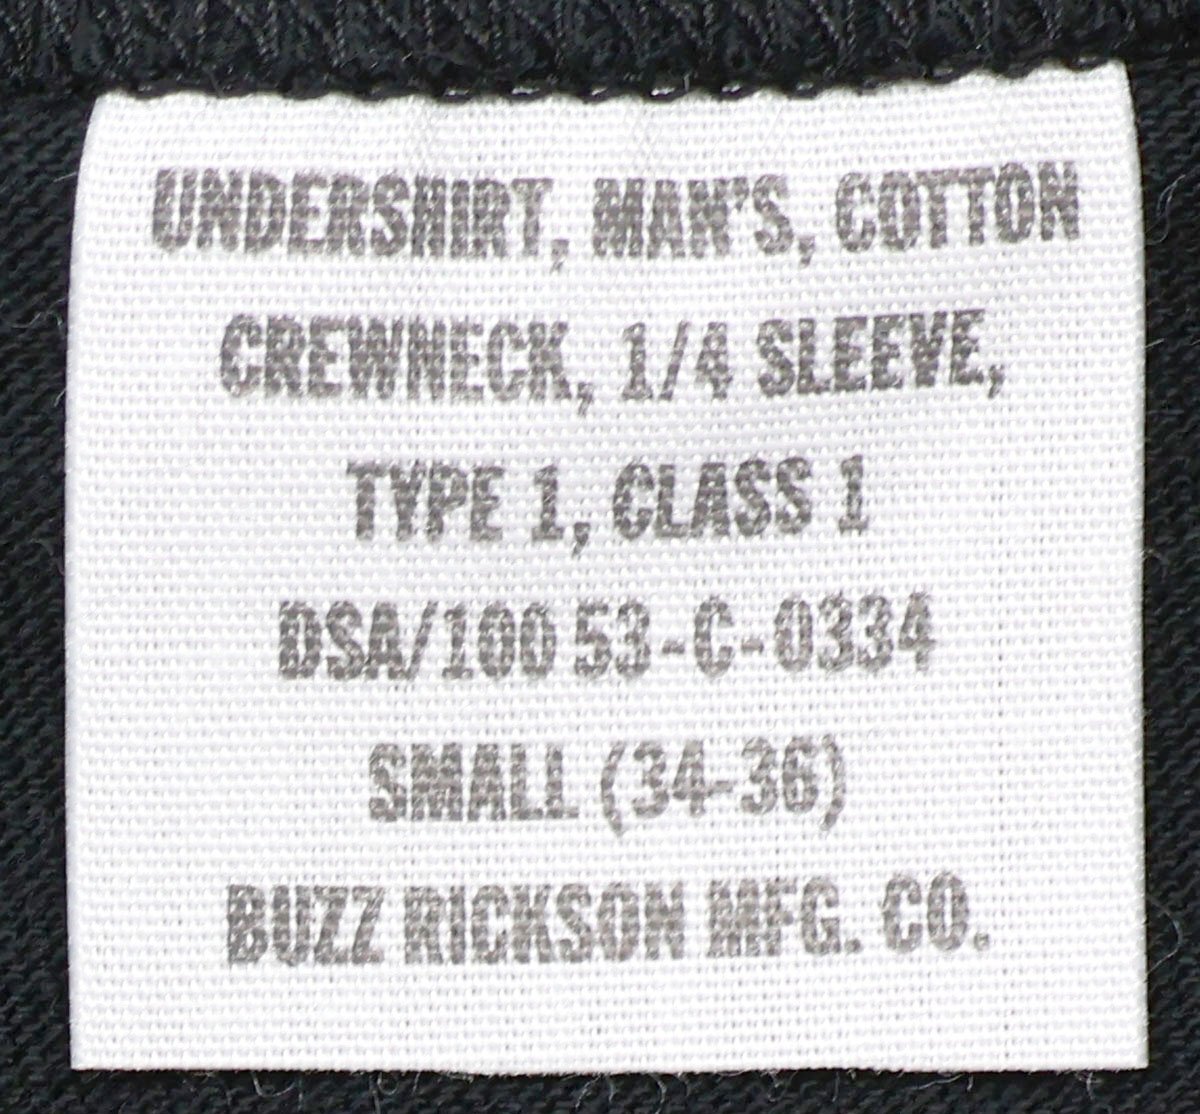 UNDERSHIRT, MAN'S, COTTON
CREWNECK, 1/4 SLEEVE,
TYPE 1, CLASS 1
DSA/100 53-C-0334
SMALL (34-36)
BUZZ RICKSON MFG. CO.